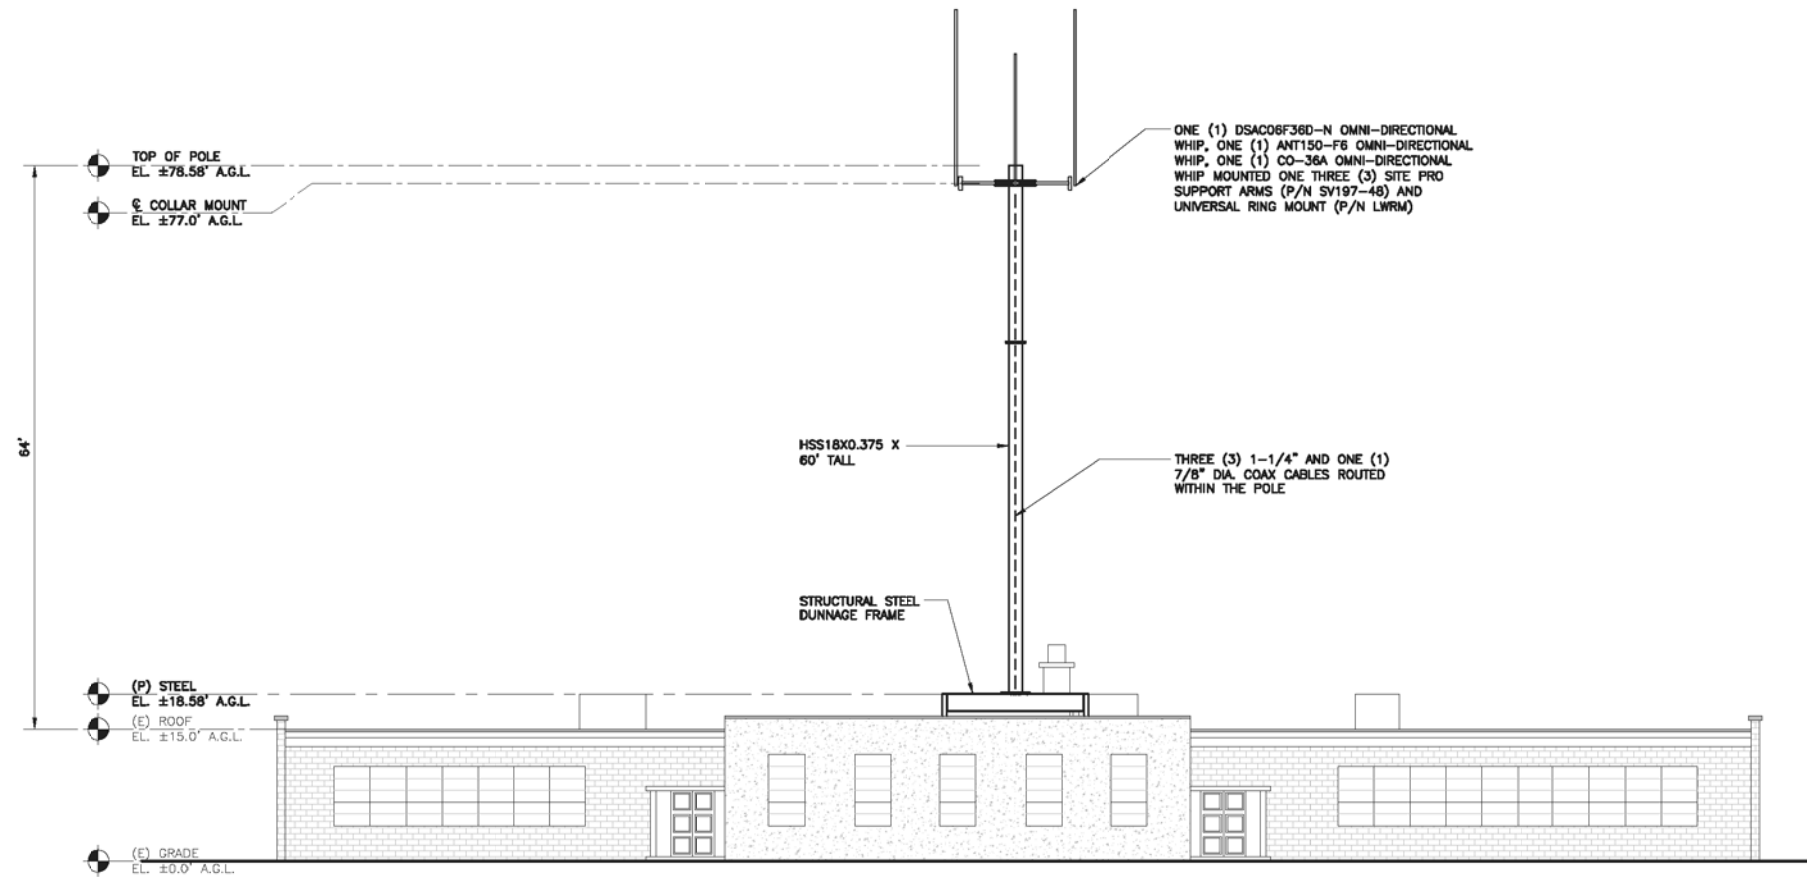 TOP OF POLE
EL. ±78.58' A.G.L.
℄ COLLAR MOUNT
EL. ±77.0' A.G.L.
ONE (1) DSAC06F36D-N OMNI-DIRECTIONAL
WHIP, ONE (1) ANT150-F6 OMNI-DIRECTIONAL
WHIP, ONE (1) CO-36A OMNI-DIRECTIONAL
WHIP MOUNTED ONE THREE (3) SITE PRO
SUPPORT ARMS (P/N SV197-48) AND
UNIVERSAL RING MOUNT (P/N LWRM)
64'
HSS18X0.375 X
60' TALL
THREE (3) 1-1/4" AND ONE (1)
7/8" DIA. COAX CABLES ROUTED
WITHIN THE POLE
STRUCTURAL STEEL
DUNNAGE FRAME
(P) STEEL
EL. ±18.58' A.G.L.
(E) ROOF
EL. ±15.0' A.G.L.
(E) GRADE
EL. ±0.0' A.G.L.